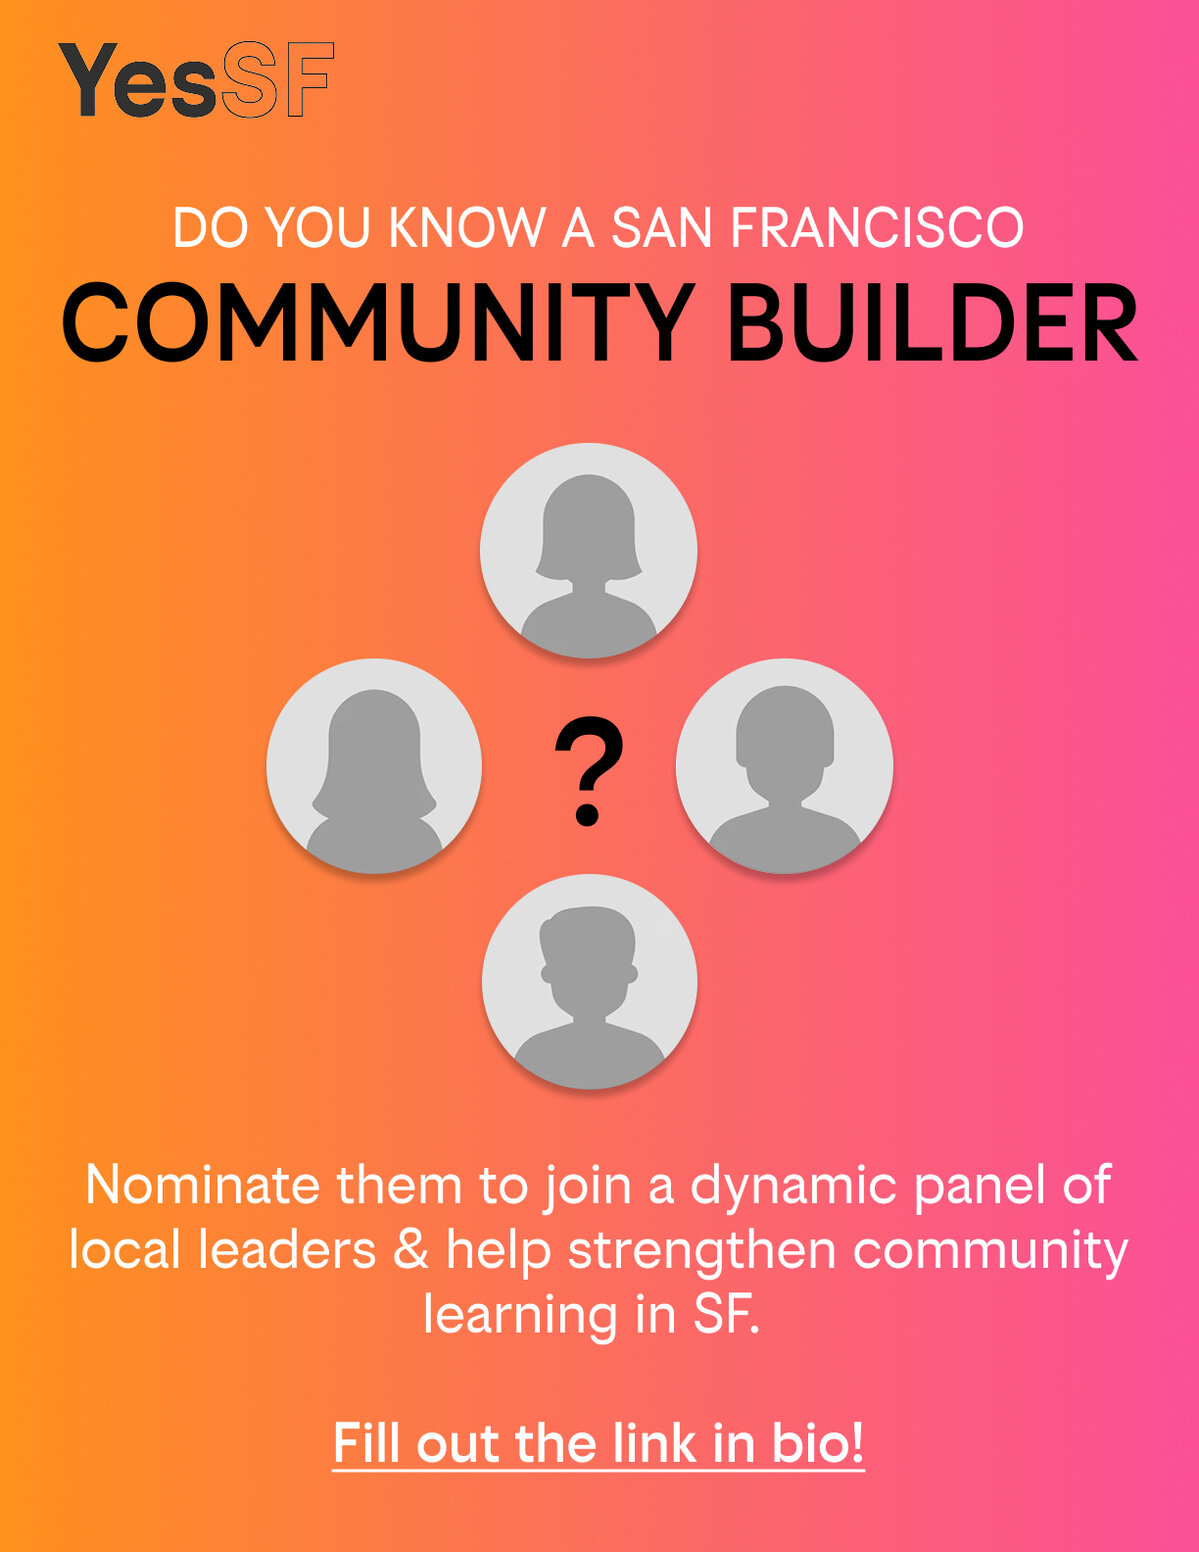 YesSF
DO YOU KNOW A SAN FRANCISCO
COMMUNITY BUILDER
?
Nominate them to join a dynamic panel of
local leaders & help strengthen community
learning in SF.
Fill out the link in bio!